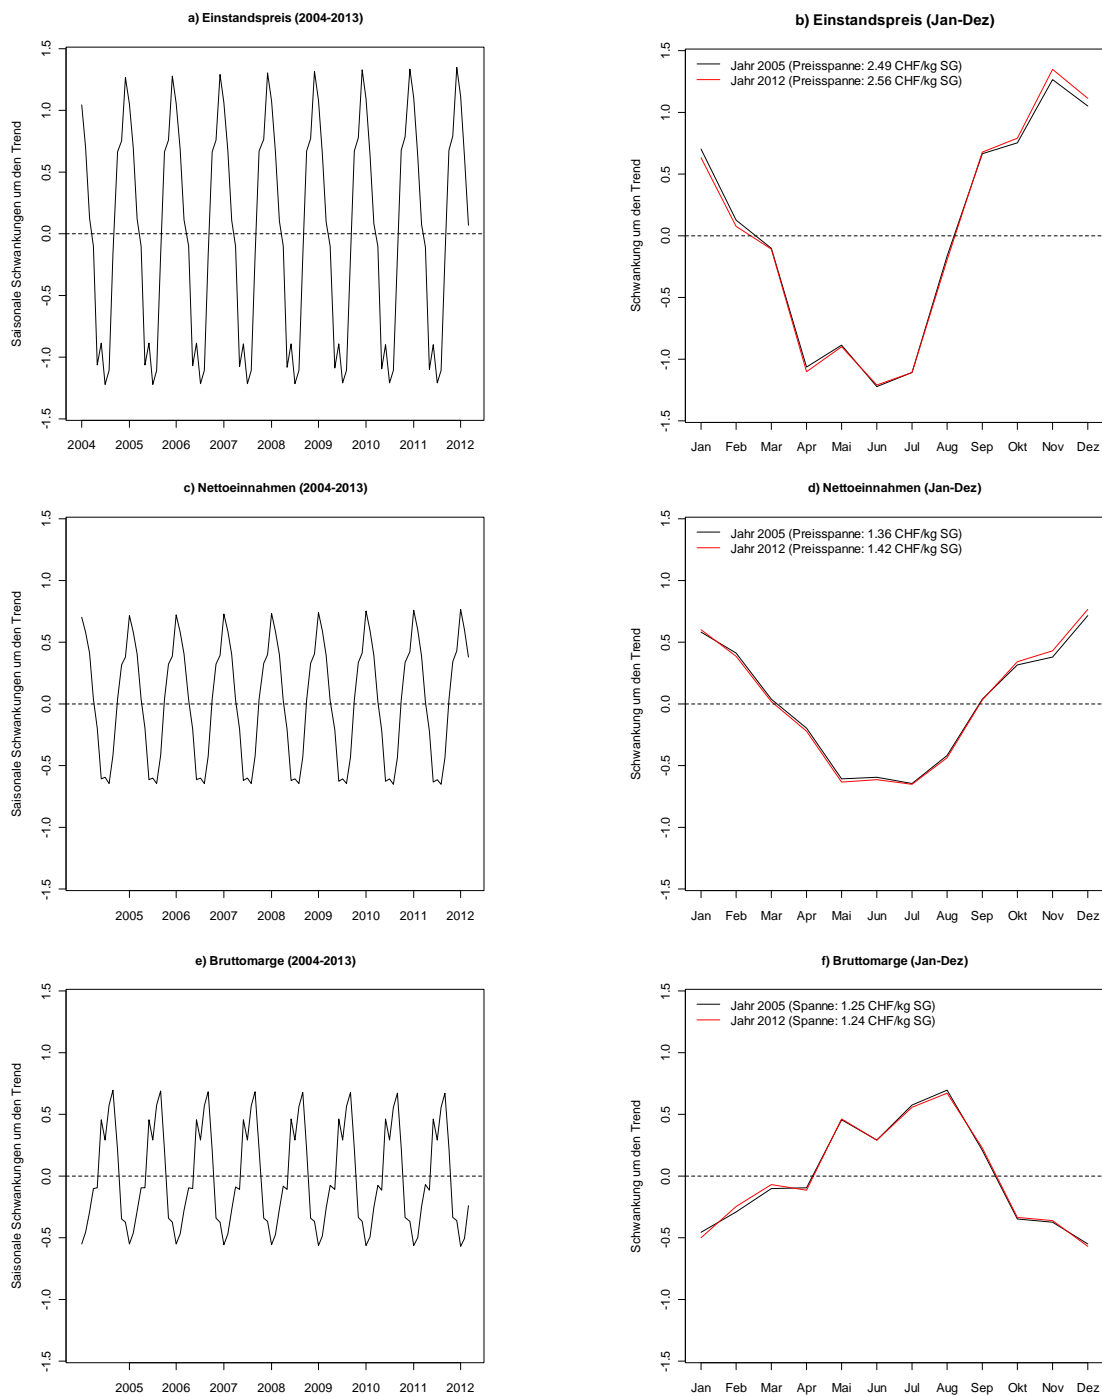 a) Einstandspreis (2004-2013)
Saisonale Schwankungen um den Trend
1.5
1.0
0.5
0.0
-0.5
-1.0
-1.5
2004 2005 2006 2007 2008 2009 2010 2011 2012
b) Einstandspreis (Jan-Dez)
Jahr 2005 (Preisspanne: 2.49 CHF/kg SG)
Jahr 2012 (Preisspanne: 2.56 CHF/kg SG)
Schwankung um den Trend
1.5
1.0
0.5
0.0
-0.5
-1.0
-1.5
Jan Feb Mar Apr Mai Jun Jul Aug Sep Okt Nov Dez
c) Nettoeinnahmen (2004-2013)
Saisonale Schwankungen um den Trend
1.5
1.0
0.5
0.0
-0.5
-1.0
-1.5
2005 2006 2007 2008 2009 2010 2011 2012
d) Nettoeinnahmen (Jan-Dez)
Jahr 2005 (Preisspanne: 1.36 CHF/kg SG)
Jahr 2012 (Preisspanne: 1.42 CHF/kg SG)
Schwankung um den Trend
1.5
1.0
0.5
0.0
-0.5
-1.0
-1.5
Jan Feb Mar Apr Mai Jun Jul Aug Sep Okt Nov Dez
e) Bruttomarge (2004-2013)
Saisonale Schwankungen um den Trend
1.5
1.0
0.5
0.0
-0.5
-1.0
-1.5
2005 2006 2007 2008 2009 2010 2011 2012
f) Bruttomarge (Jan-Dez)
Jahr 2005 (Spanne: 1.25 CHF/kg SG)
Jahr 2012 (Spanne: 1.24 CHF/kg SG)
Schwankung um den Trend
1.5
1.0
0.5
0.0
-0.5
-1.0
-1.5
Jan Feb Mar Apr Mai Jun Jul Aug Sep Okt Nov Dez